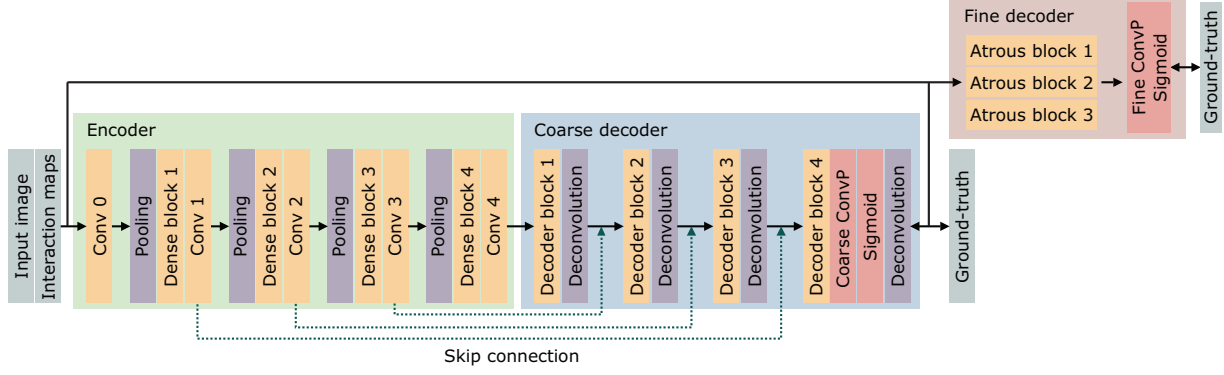 Fine decoder
Atrous block 1
Atrous block 2
Atrous block 3
Fine ConvP
Sigmoid
Ground-truth
Encoder
Coarse decoder
Input image
Interaction maps
Conv 0
Pooling
Dense block 1
Conv 1
Pooling
Dense block 2
Conv 2
Pooling
Dense block 3
Conv 3
Pooling
Dense block 4
Conv 4
Decoder block 1
Deconvolution
Decoder block 2
Deconvolution
Decoder block 3
Deconvolution
Decoder block 4
Coarse ConvP
Sigmoid
Deconvolution
Ground-truth
Skip connection